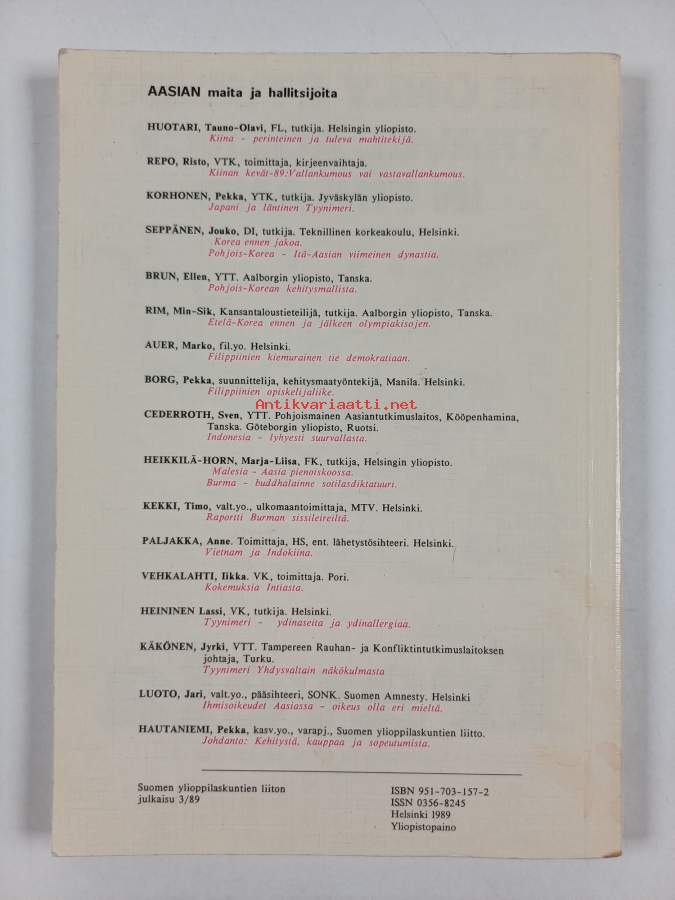 AASIAN maita ja hallitsijoita
HUOTARI, Tauno-Olavi, FL, tutkija. Helsingin yliopisto.
Kiina - perinteinen ja tuleva mahtitekijä.
REPO, Risto, VTK, toimittaja, kirjeenvaihtaja.
Kiinan kevät-89:Vallankumous vai vastavallankumous.
KORHONEN, Pekka, YTK, tutkija. Jyväskylän yliopisto.
Japani ja läntinen Tyynimeri.
SEPPÄNEN, Jouko, DI, tutkija. Teknillinen korkeakoulu, Helsinki.
Korea ennen jakoa.
Pohjois-Korea - Itä-Aasian viimeinen dynastia.
BRUN, Ellen, YTT. Aalborgin yliopisto, Tanska.
Pohjois-Korean kehitysmallista.
RIM, Min-Sik, Kansantaloustieteilijä, tutkija. Aalborgin yliopisto, Tanska.
Etelä-Korea ennen ja jälkeen olympiakisojen.
AUER, Marko, fil.yo. Helsinki.
Filippiinien kiemurainen tie demokratiaan.
BORG, Pekka, suunnittelija, kehitysmaatyöntekijä, Manila. Helsinki.
Filippiinien opiskelijaliike.
Antikvariaatti.net
CEDERROTH, Sven, YTT. Pohjoismainen Aasiantutkimuslaitos, Kööpenhamina,
Tanska. Göteborgin yliopisto, Ruotsi.
Indonesia - lyhyesti suurvallasta.
HEIKKILÄ-HORN, Marja-Liisa, FK, tutkija, Helsingin yliopisto.
Malesia - Aasia pienoiskoossa.
Burma - buddhalainne sotilasdiktatuuri.
KEKKI, Timo, valt.yo., ulkomaantoimittaja, MTV. Helsinki.
Raportti Burman sissileireiltä.
PALJAKKA, Anne. Toimittaja, HS, ent. lähetystösihteeri. Helsinki.
Vietnam ja Indokiina.
VEHKALAHTI, Iikka. VK, toimittaja. Pori.
Kokemuksia Intiasta.
HEININEN Lassi, VK, tutkija. Helsinki.
Tyynimeri - ydinaseita ja ydinallergiaa.
KÄKÖNEN, Jyrki, VTT. Tampereen Rauhan- ja Konfliktintutkimuslaitoksen
johtaja, Turku.
Tyynimeri Yhdysvaltain näkökulmasta
LUOTO, Jari, valt.yo., pääsihteeri, SONK. Suomen Amnesty. Helsinki
Ihmisoikeudet Aasiassa - oikeus olla eri mieltä.
HAUTANIEMI, Pekka, kasv.yo., varapj., Suomen ylioppilaskuntien liitto.
Johdanto: Kehitystä, kauppaa ja sopeutumista.
Suomen ylioppilaskuntien liiton
julkaisu 3/89
ISBN 951-703-157-2
ISSN 0356-8245
Helsinki 1989
Yliopistopaino